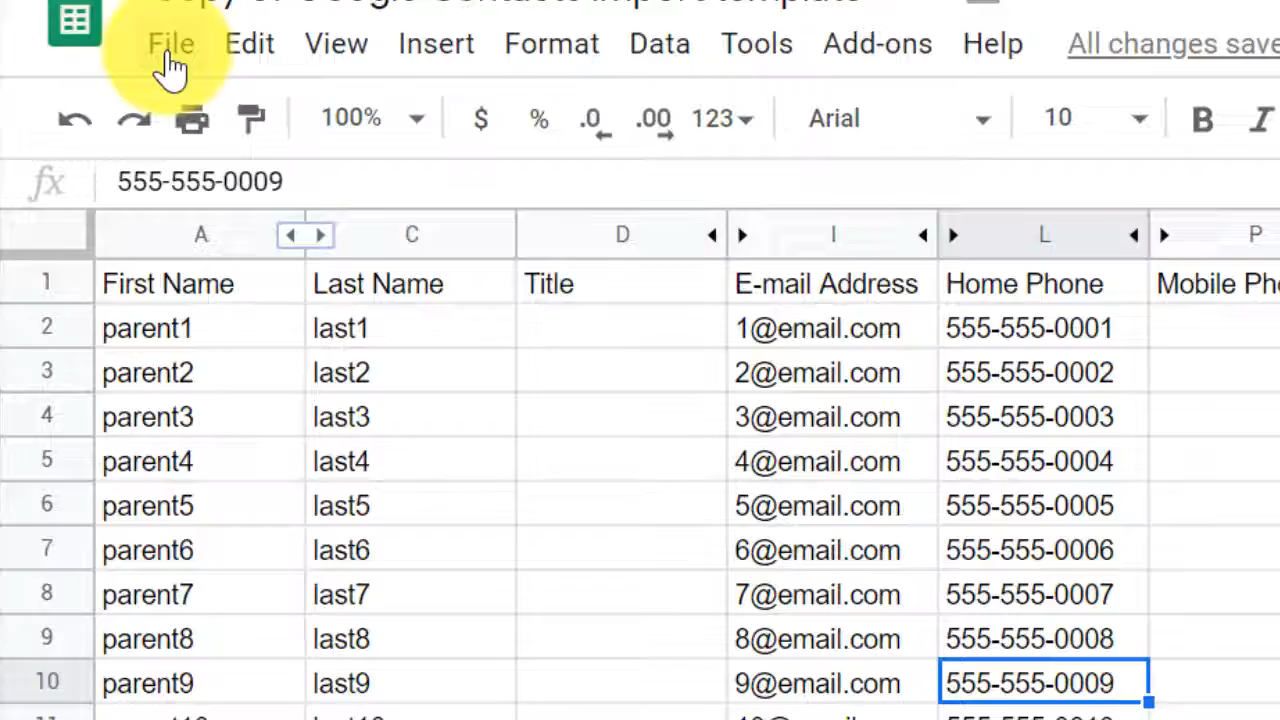 Copy of Google Contacts import template
File Edit View Insert Format Data Tools Add-ons Help All changes save
100% $ % .0 .00 123 Arial 10 B I
fx 555-555-0009
A C D I L P
1 First Name Last Name Title E-mail Address Home Phone Mobile Pho
2 parent1 last1 1@email.com 555-555-0001
3 parent2 last2 2@email.com 555-555-0002
4 parent3 last3 3@email.com 555-555-0003
5 parent4 last4 4@email.com 555-555-0004
6 parent5 last5 5@email.com 555-555-0005
7 parent6 last6 6@email.com 555-555-0006
8 parent7 last7 7@email.com 555-555-0007
9 parent8 last8 8@email.com 555-555-0008
10 parent9 last9 9@email.com 555-555-0009